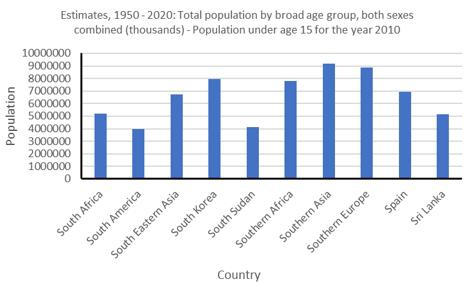 Estimates, 1950 - 2020: Total population by broad age group, both sexes
combined (thousands) - Population under age 15 for the year 2010
10000000
9000000
8000000
7000000
6000000
5000000
4000000
3000000
2000000
1000000
0
Population
South Africa
South America
South Eastern Asia
South Korea
South Sudan
Southern Africa
Southern Asia
Southern Europe
Spain
Sri Lanka
Country